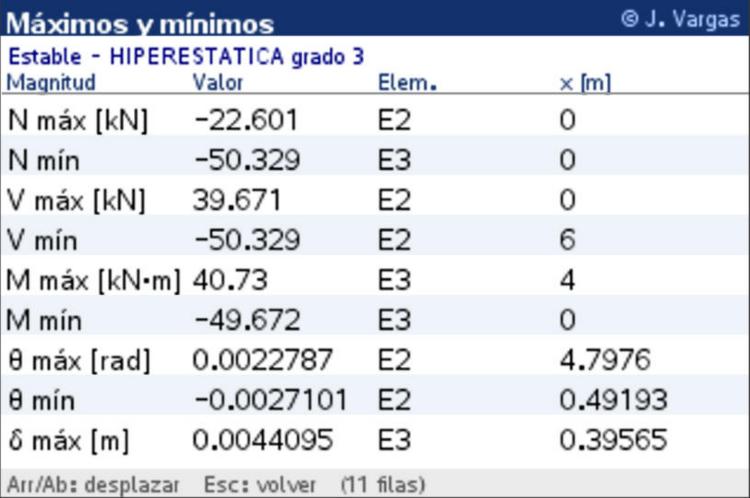 Máximos y mínimos © J. Vargas
Estable - HIPERESTATICA grado 3
Magnitud Valor Elem. x [m]
N máx [kN] -22.601 E2 0
N mín -50.329 E3 0
V máx [kN] 39.671 E2 0
V mín -50.329 E2 6
M máx [kN·m] 40.73 E3 4
M mín -49.672 E3 0
θ máx [rad] 0.0022787 E2 4.7976
θ mín -0.0027101 E2 0.49193
δ máx [m] 0.0044095 E3 0.39565
Arr/Ab: desplazar Esc: volver (11 filas)